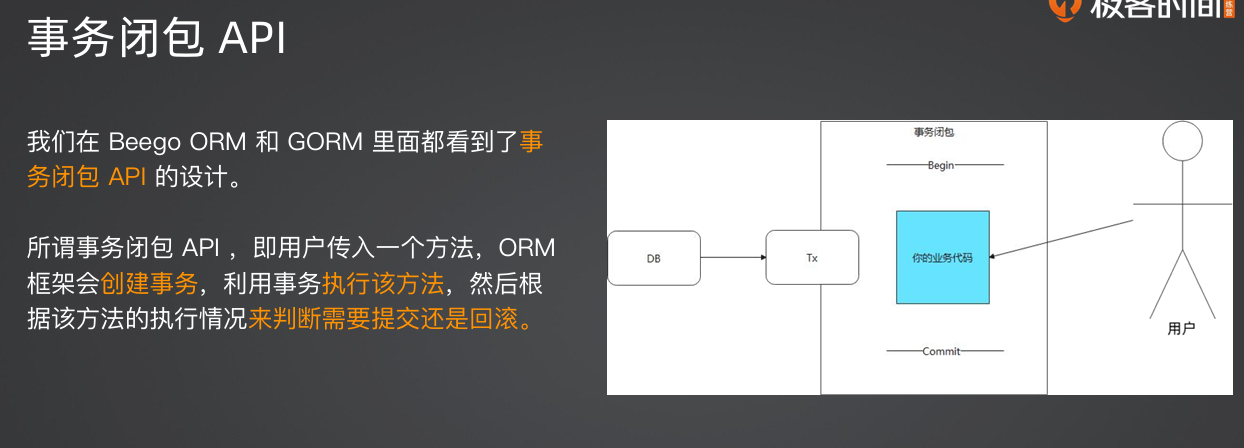 极客时间
训练营
事务闭包 API
我们在 Beego ORM 和 GORM 里面都看到了事
务闭包 API 的设计。
所谓事务闭包 API ，即用户传入一个方法，ORM
框架会创建事务，利用事务执行该方法，然后根
据该方法的执行情况来判断需要提交还是回滚。
事务闭包
Begin
DB
Tx
你的业务代码
Commit
用户